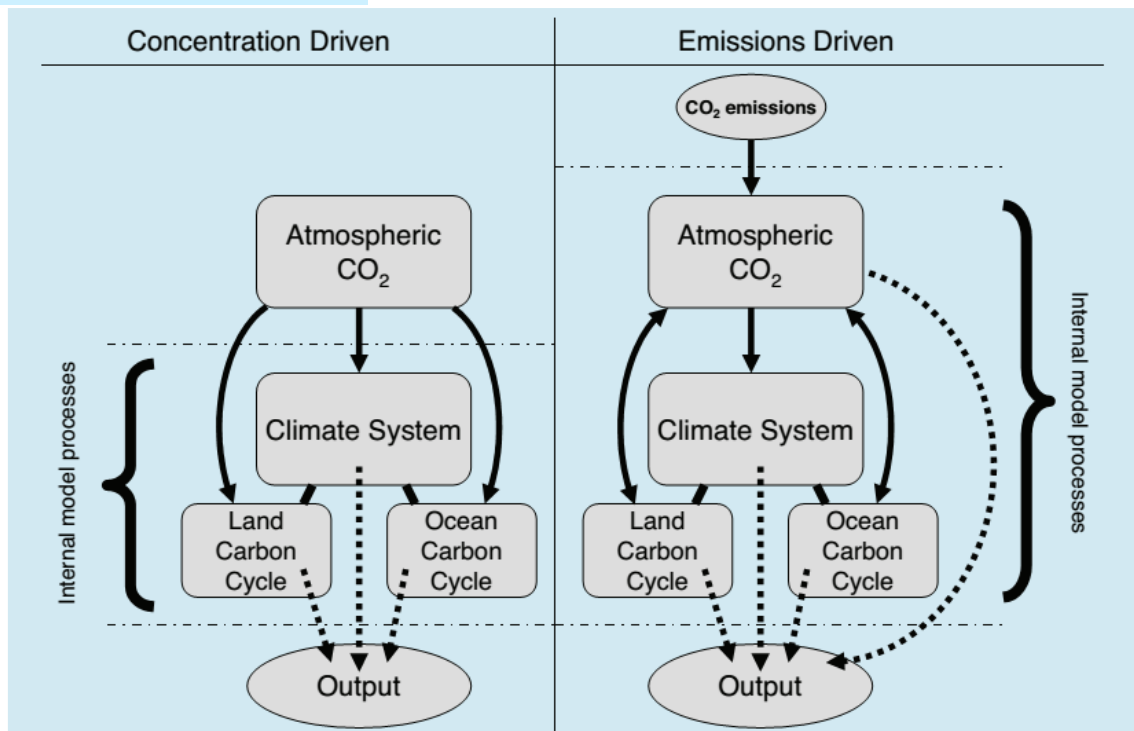 Concentration Driven
Emissions Driven
CO₂ emissions
Atmospheric
CO₂
Climate System
Land
Carbon
Cycle
Ocean
Carbon
Cycle
Output
Internal model processes
Atmospheric
CO₂
Climate System
Land
Carbon
Cycle
Ocean
Carbon
Cycle
Output
Internal model processes